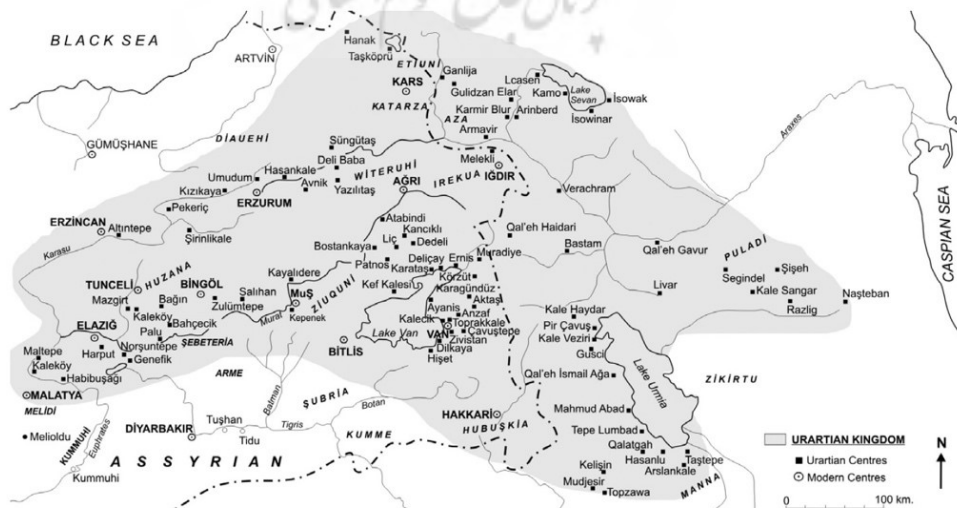 BLACK SEA
ARTVİN
GÜMÜŞHANE
Hanak
Taşköprü
ETIUNI
KARS
KATARZA
Ganlija
Gulidzan Elar
Lcasen
Kamo
Lake
Sevan
İsowak
İsowinar
Karmir Blur
Arinberd
AZA
Armavir
DİAUEHİ
Süngütaş
Deli Baba
Hasankale
Umudum
Kızıkaya
ERZURUM
Avnik
Yazılıtaş
WITERUHİ
IREKUA
Melekli
IĞDIR
AĞRI
Verachram
Araxes
CASPIAN SEA
Pekeriç
ERZİNCAN
Altıntepe
Şirinlikale
Karasu
Atabindi
Kancıklı
Liç
Dedeli
Bostankaya
Patnos
Qal'eh Haidari
Bastam
Qal'eh Gavur
PULADİ
Segindel
Şişeh
Kale Sangar
Razlig
Naşteban
Livar
TUNCELİ
HUZANA
BİNGÖL
Kayalıdere
MuŞ
ZIUQUNI
Deliçay
Ernis
Muradiye
Karataş
Körzüt
Kef Kalesi
Karagündüz
Aktaş
Ayanis
Anzaf
Kalecik
Toprakkale
VAN
Çavuştepe
Zivistan
Dilkaya
Hişet
Lake Van
Mazgirt
Bağın
Salıhan
Zulümtepe
Kaleköy
Palu
Bahçecik
Murat
Kepenek
ELAZIĞ
Harput
Norşuntepe
Genefik
ŞEBETERİA
BİTLİS
Maltepe
Kaleköy
Habibuşağı
MALATYA
MELİDİ
Melioldu
KUMMUHİ
Euphrates
Kummuhi
ARME
Batman
ŞUBRIA
Botan
DİYARBAKIR
Tuşhan
Tidu
Tigris
KUMME
ASSYRIAN
HAKKARİ
HUBUŞKIA
Kale Haydar
Pir Çavuş
Kale Veziri
Gusci
Qal'eh İsmail Ağa
Lake Urmia
ZIKIRTU
Mahmud Abad
Tepe Lumbad
Qalatgah
Hasanlu
Taştepe
Arslankale
Kelişin
Mudjesir
Topzawa
MANNA
URARTIAN KINGDOM
Urartian Centres
Modern Centres
N
0 100 km.